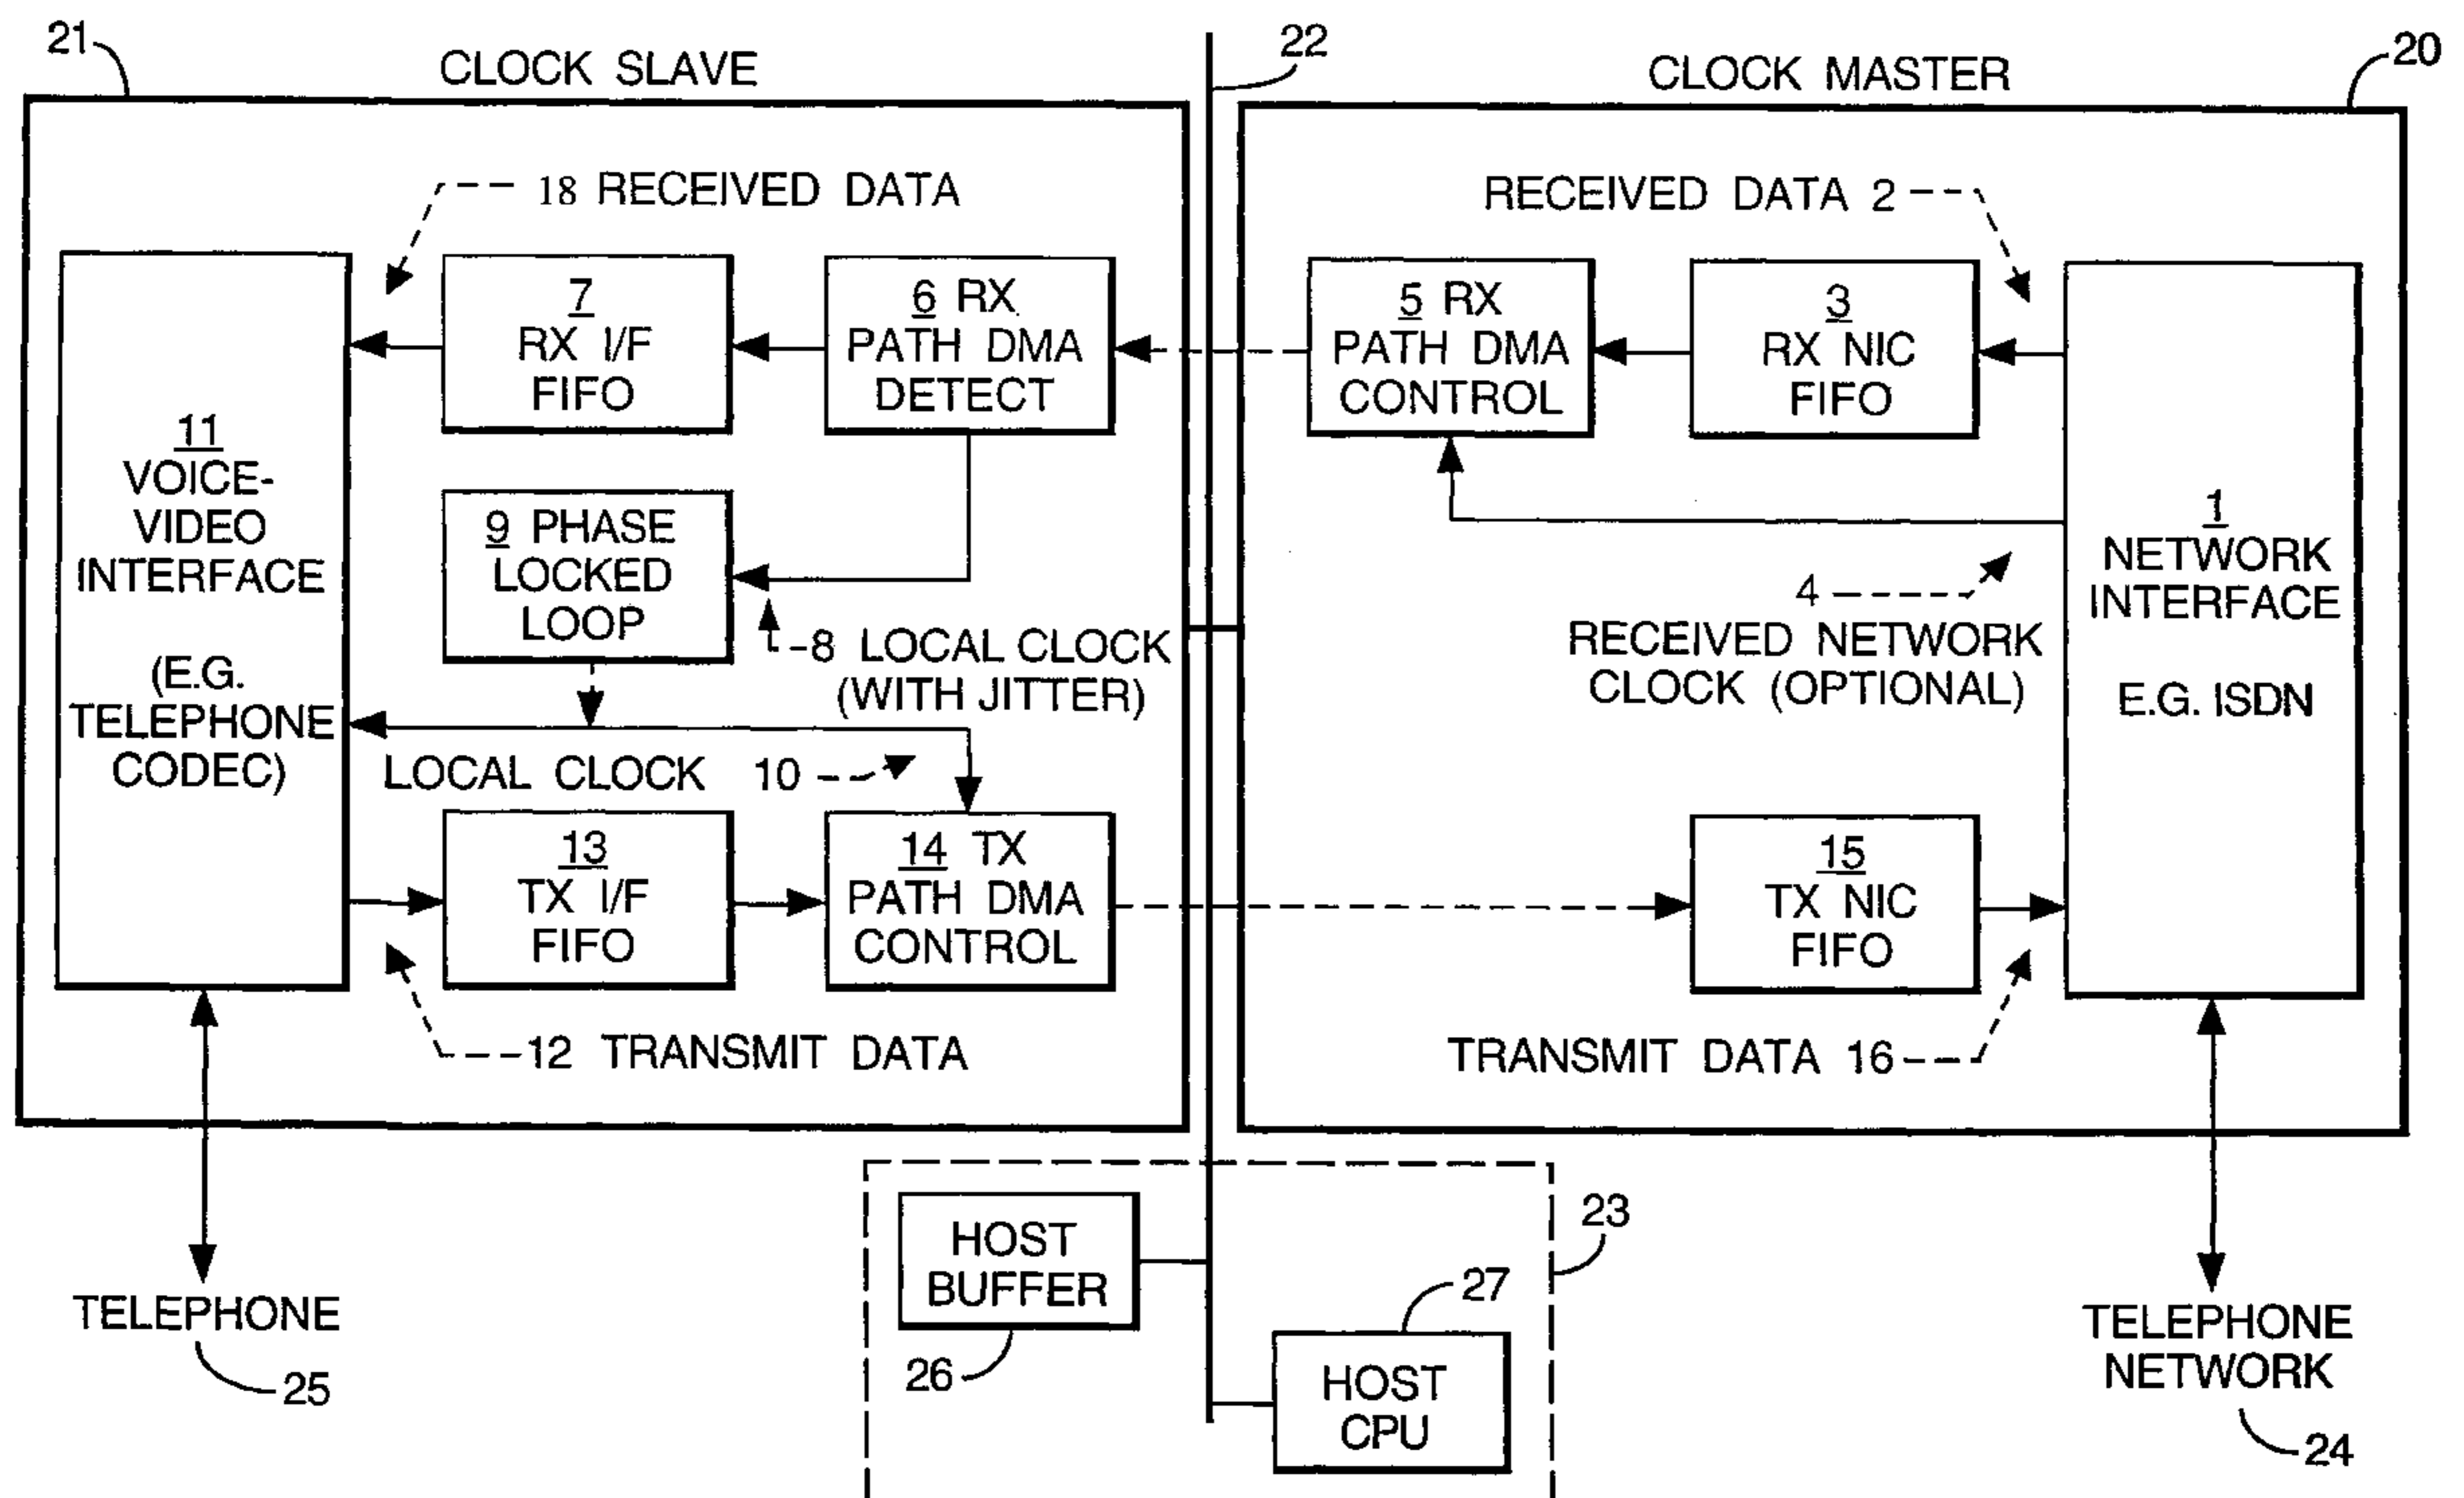 21
CLOCK SLAVE
22
CLOCK MASTER
20
18 RECEIVED DATA
RECEIVED DATA 2
7
RX I/F
FIFO
6 RX
PATH DMA
DETECT
5 RX
PATH DMA
CONTROL
3
RX NIC
FIFO
11
VOICE-
VIDEO
INTERFACE
(E.G.
TELEPHONE
CODEC)
9 PHASE
LOCKED
LOOP
8 LOCAL CLOCK
(WITH JITTER)
4
RECEIVED NETWORK
CLOCK (OPTIONAL)
1
NETWORK
INTERFACE
E.G. ISDN
LOCAL CLOCK 10
13
TX I/F
FIFO
14 TX
PATH DMA
CONTROL
15
TX NIC
FIFO
12 TRANSMIT DATA
TRANSMIT DATA 16
TELEPHONE
25
HOST
BUFFER
26
23
27
HOST
CPU
TELEPHONE
NETWORK
24